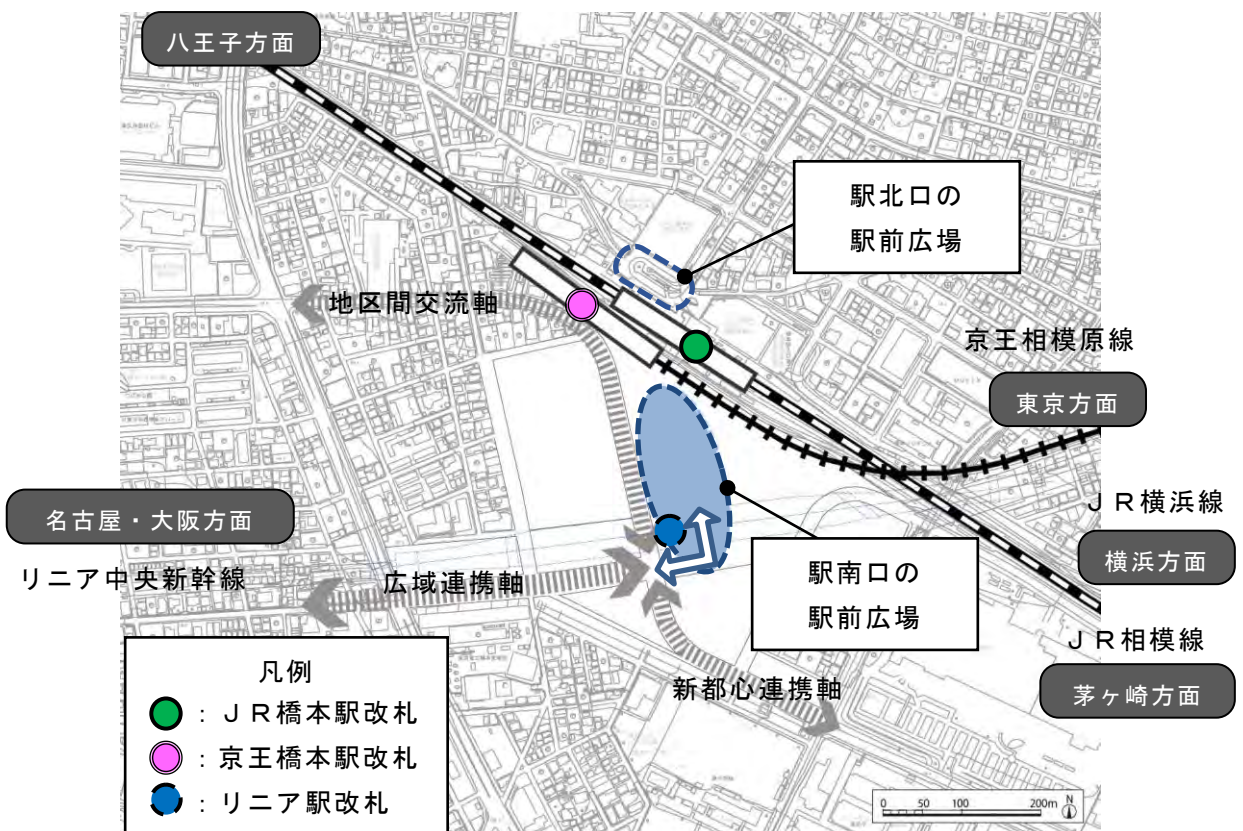 八王子方面
駅北口の
駅前広場
地区間交流軸
京王相模原線
東京方面
名古屋・大阪方面
リニア中央新幹線
広域連携軸
駅南口の
駅前広場
ＪＲ横浜線
横浜方面
ＪＲ相模線
茅ヶ崎方面
新都心連携軸
凡例
：ＪＲ橋本駅改札
：京王橋本駅改札
：リニア駅改札
0 50 100 200m N